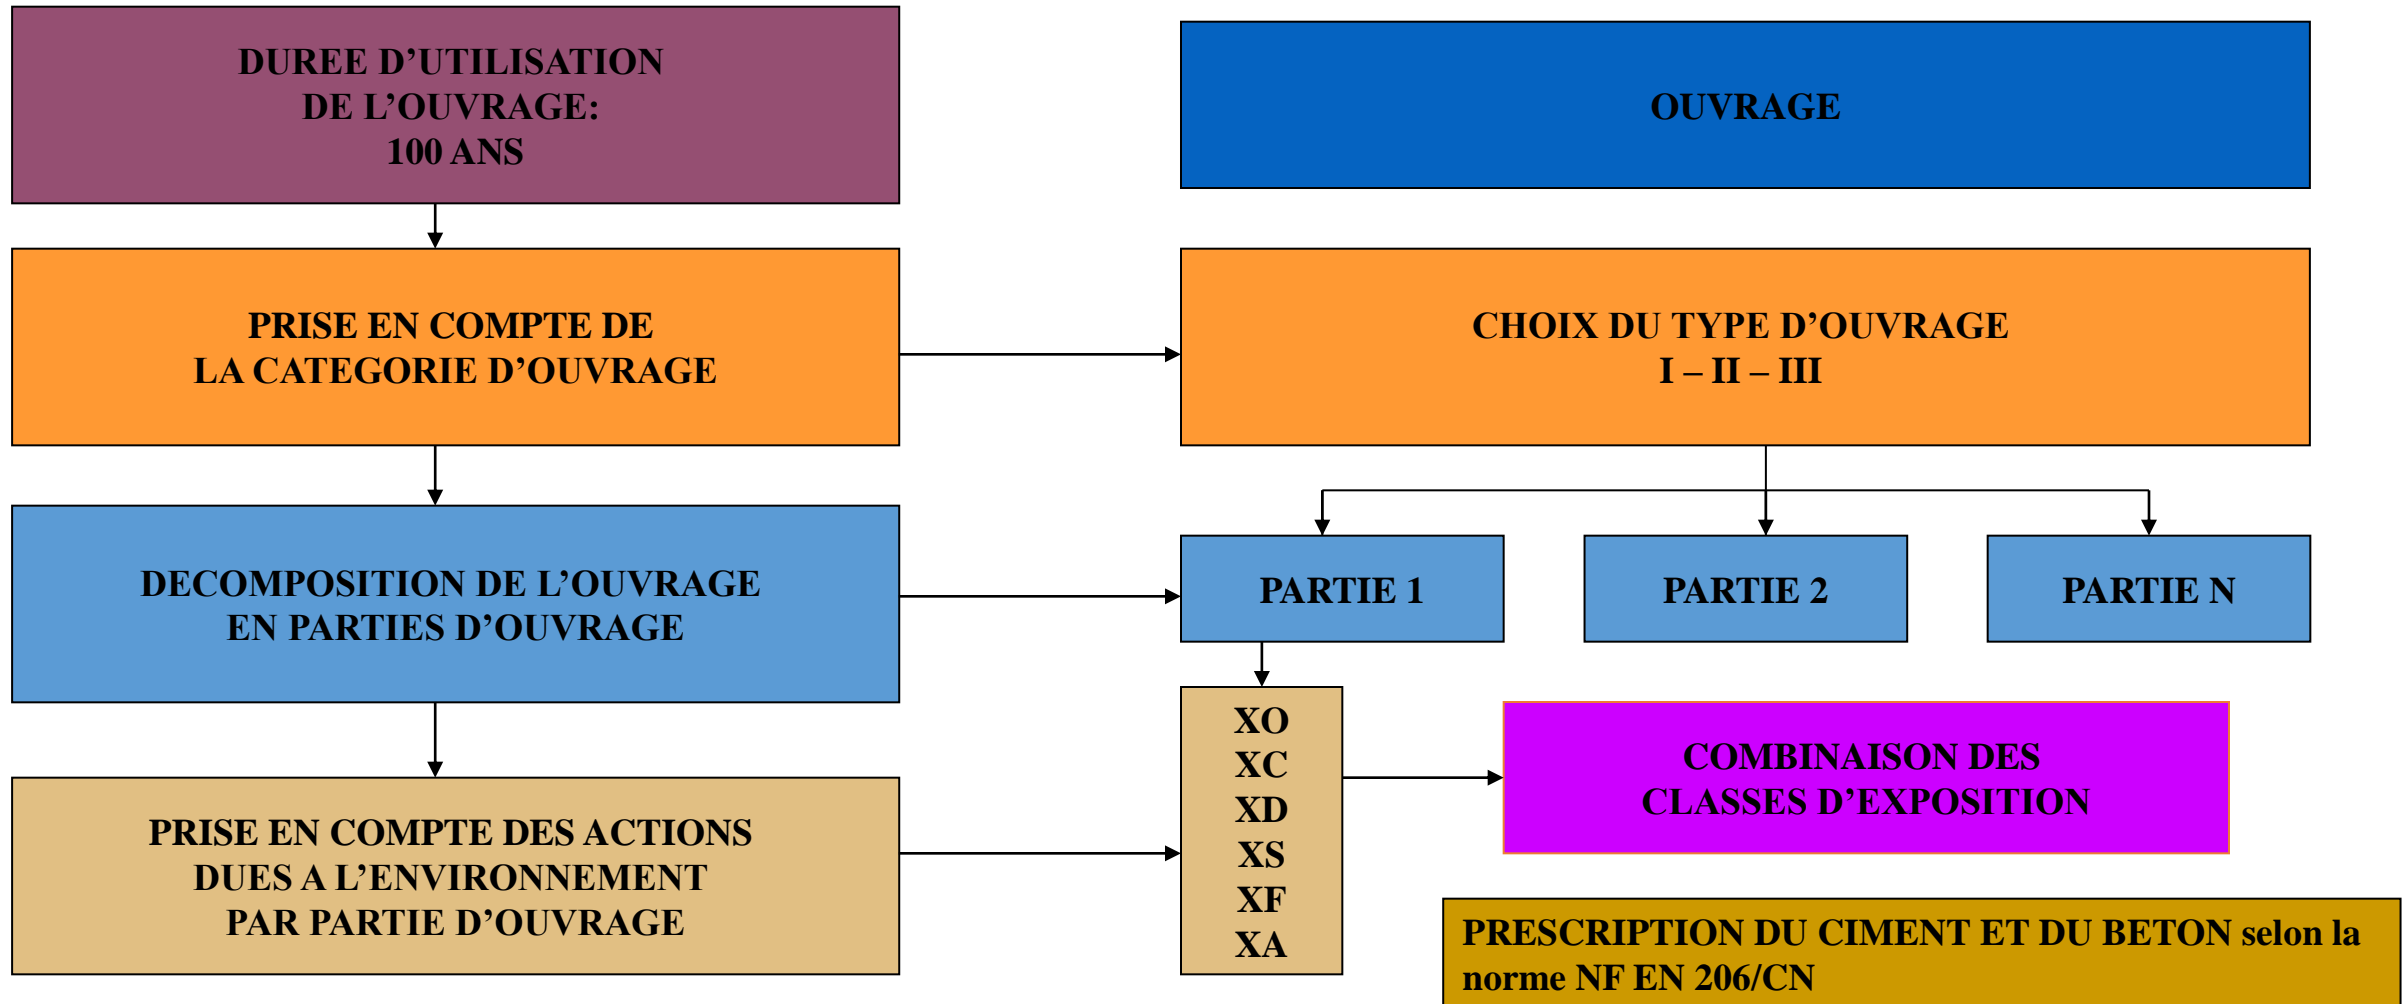 DUREE D’UTILISATION
DE L’OUVRAGE:
100 ANS
OUVRAGE
PRISE EN COMPTE DE
LA CATEGORIE D’OUVRAGE
CHOIX DU TYPE D’OUVRAGE
I – II – III
DECOMPOSITION DE L’OUVRAGE
EN PARTIES D’OUVRAGE
PARTIE 1
PARTIE 2
PARTIE N
PRISE EN COMPTE DES ACTIONS
DUES A L’ENVIRONNEMENT
PAR PARTIE D’OUVRAGE
XO
XC
XD
XS
XF
XA
COMBINAISON DES
CLASSES D’EXPOSITION
PRESCRIPTION DU CIMENT ET DU BETON selon la
norme NF EN 206/CN